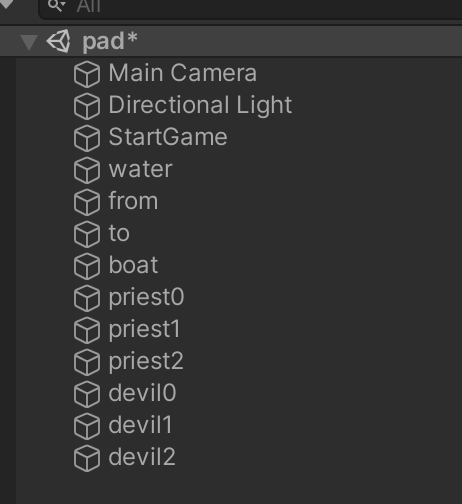 All
pad*
Main Camera
Directional Light
StartGame
water
from
to
boat
priest0
priest1
priest2
devil0
devil1
devil2